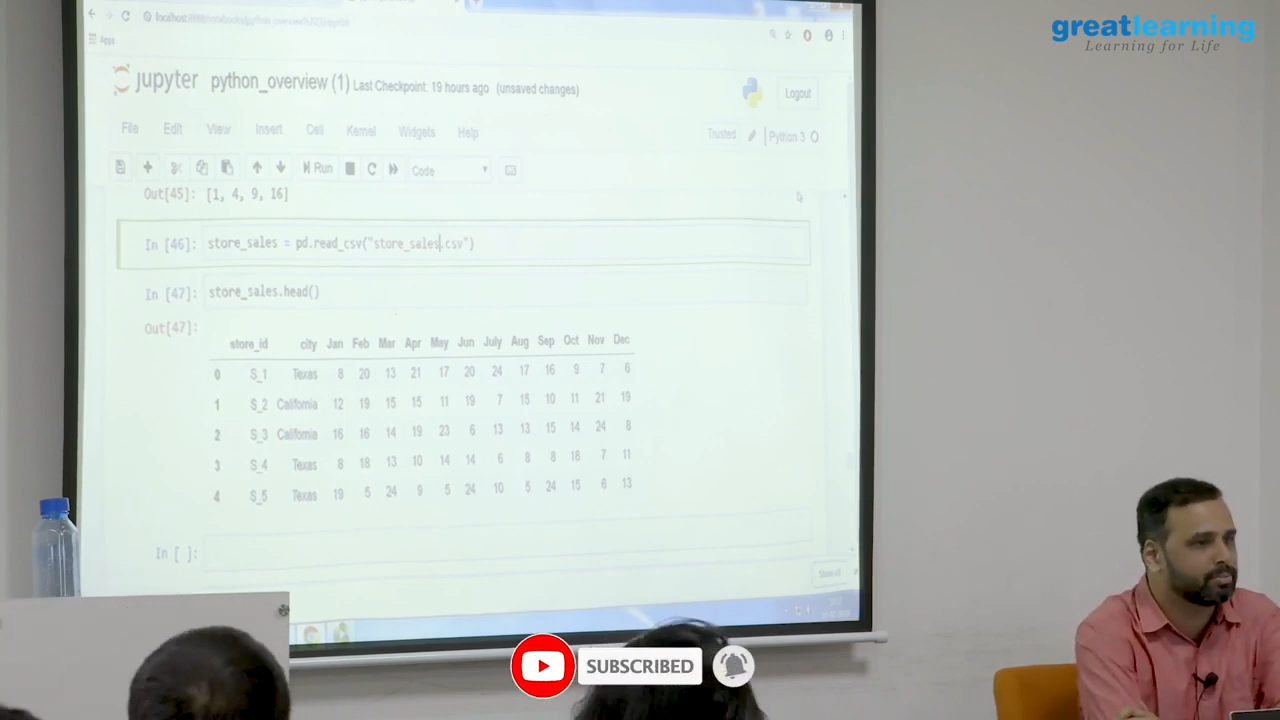 greatlearning
Learning for Life
Apps
jupyter python_overview (1) Last Checkpoint: 19 hours ago (unsaved changes)
Logout
File Edit View Insert Cell Kernel Widgets Help
Trusted Python 3
Run Code
Out[45]: [1, 4, 9, 16]
In [46]: store_sales = pd.read_csv("store_sales.csv")
In [47]: store_sales.head()
Out[47]:
store_id city Jan Feb Mar Apr May Jun July Aug Sep Oct Nov Dec
0 S_1 Texas 8 20 13 21 17 20 24 17 16 9 7 6
1 S_2 California 12 19 15 15 11 19 7 15 10 11 21 19
2 S_3 California 16 16 14 19 23 6 13 13 15 14 24 8
3 S_4 Texas 8 18 13 10 14 14 6 8 8 18 7 11
4 S_5 Texas 19 5 24 9 5 24 10 5 24 15 6 13
In [ ]:
Show all
SUBSCRIBED